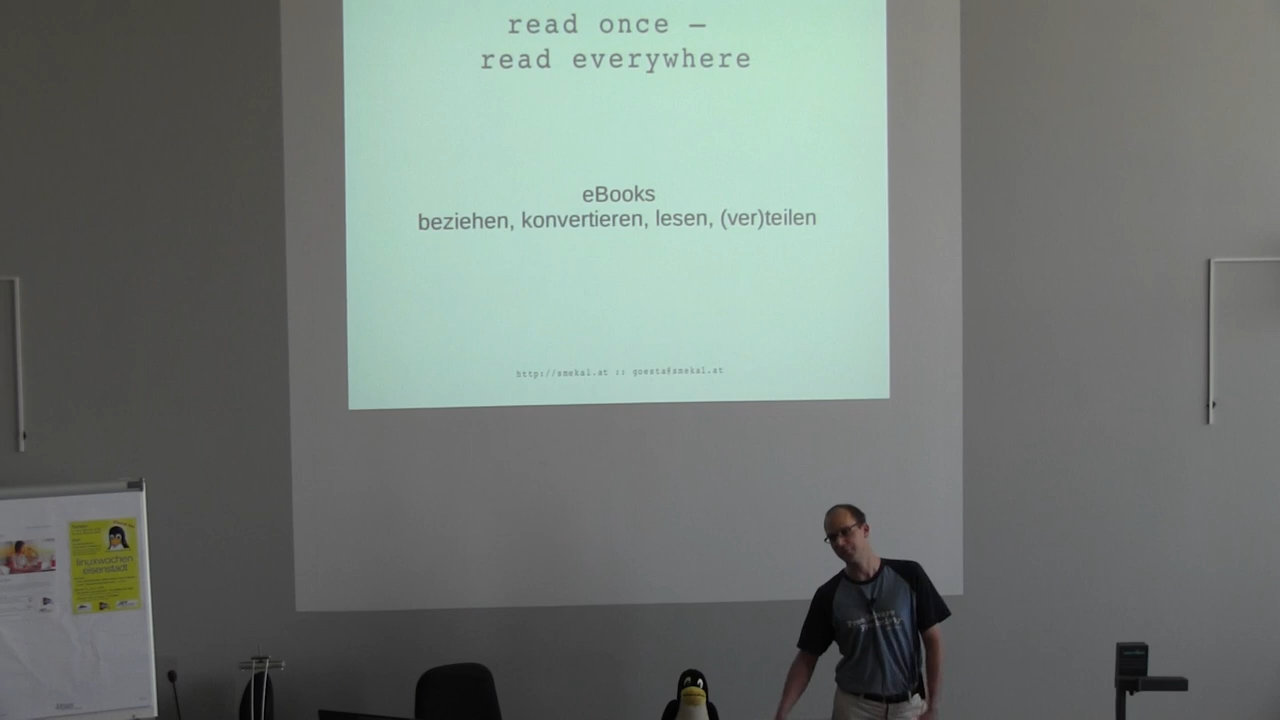 read once –
read everywhere
eBooks
beziehen, konvertieren, lesen, (ver)teilen
http://smekal.at :: goesta@smekal.at
linuxwochen
eisenstadt